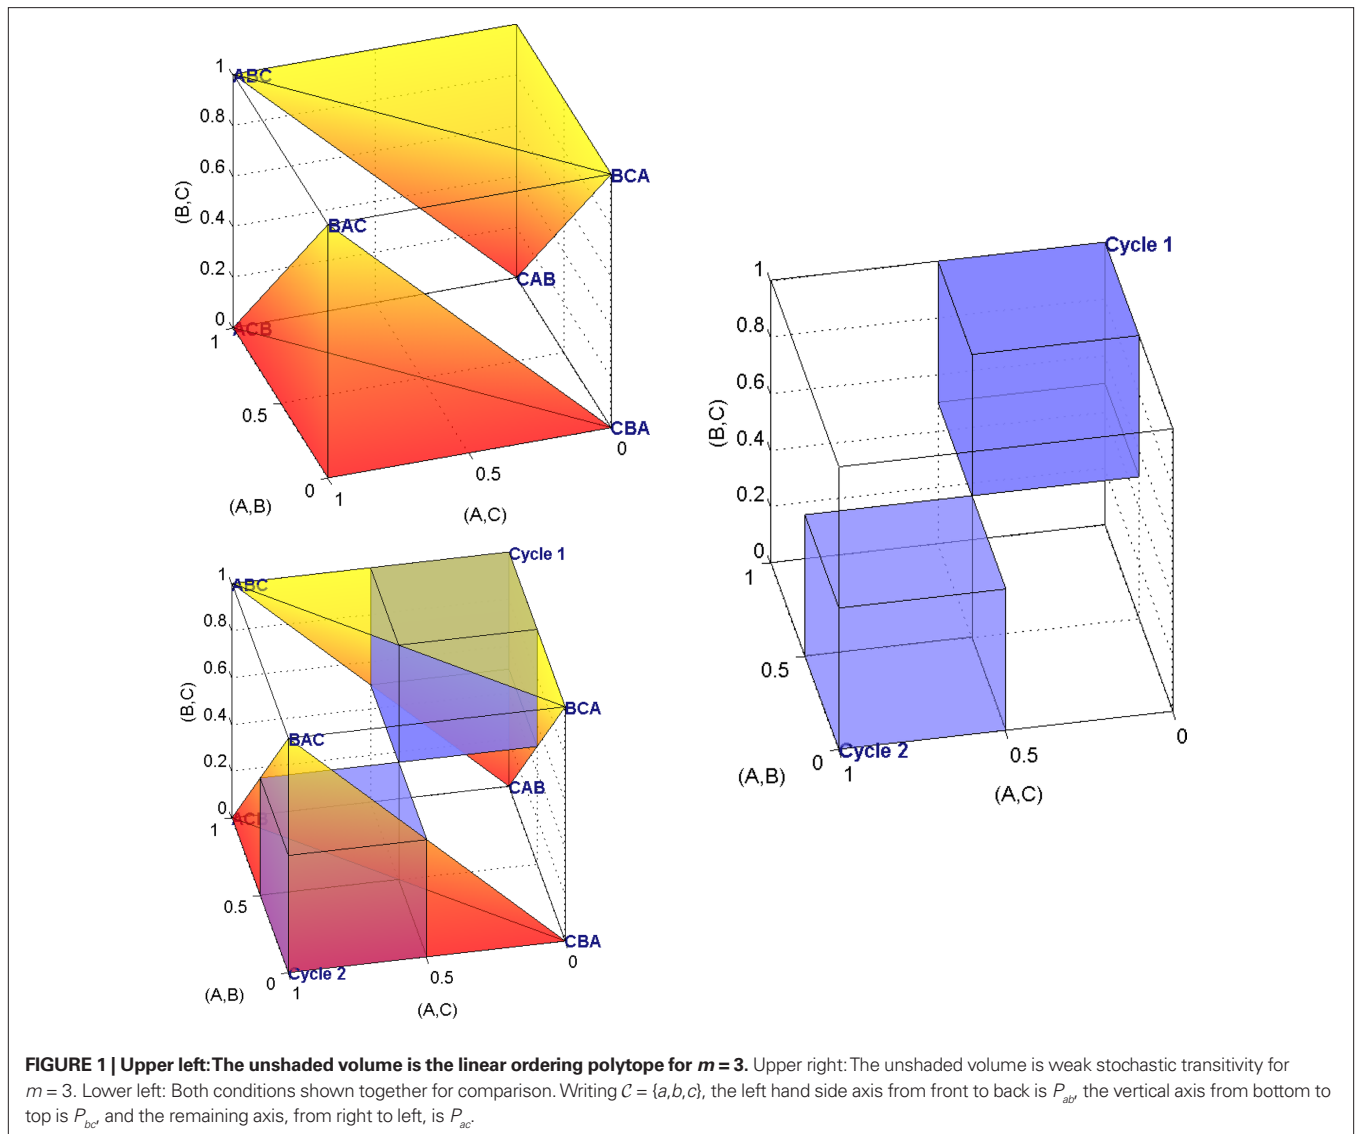 1
ABC
0.8
0.6
(B,C)
0.4
BCA
BAC
0.2
CAB
0
ACB
1
0.5
CBA
0
0.5
0
1
(A,B)
(A,C)
Cycle 1
1
0.8
0.6
(B,C)
0.4
0.2
0
1
0.5
0
Cycle 2
0.5
(A,B)
0
1
(A,C)
Cycle 1
1
ABC
0.8
0.6
(B,C)
0.4
BCA
BAC
0.2
CAB
0
ACB
1
0.5
CBA
0
Cycle 2
0.5
0
1
(A,B)
(A,C)
FIGURE 1 | Upper left: The unshaded volume is the linear ordering polytope for m = 3. Upper right: The unshaded volume is weak stochastic transitivity for
m = 3. Lower left: Both conditions shown together for comparison. Writing C = {a,b,c}, the left hand side axis from front to back is Pab, the vertical axis from bottom to
top is Pbc, and the remaining axis, from right to left, is Pac.